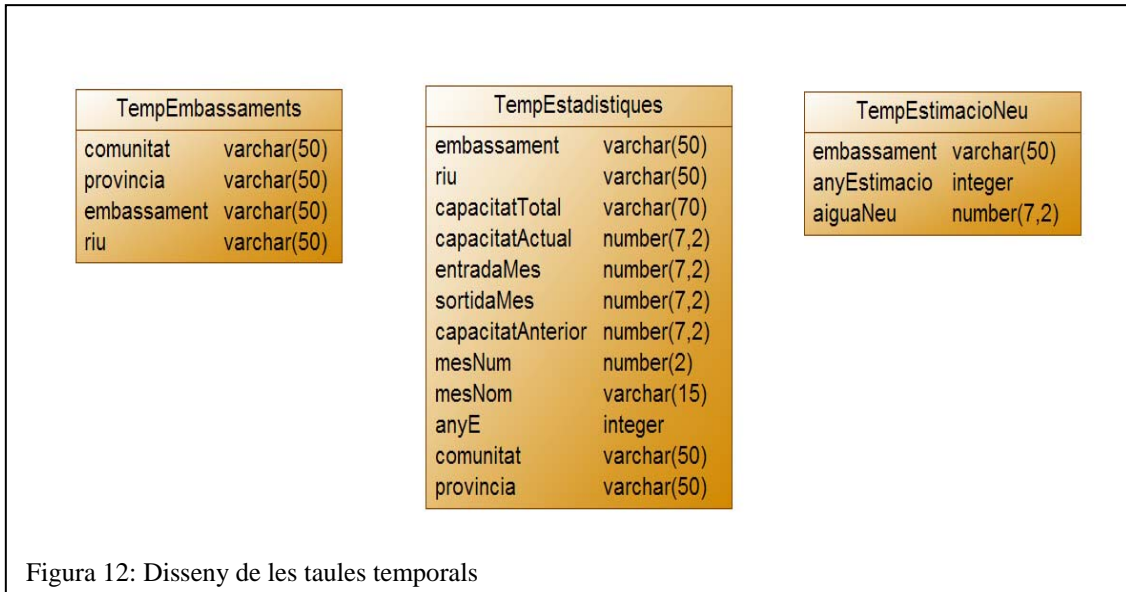 TempEmbassaments
comunitat varchar(50)
provincia varchar(50)
embassament varchar(50)
riu varchar(50)
TempEstadistiques
embassament varchar(50)
riu varchar(50)
capacitatTotal varchar(70)
capacitatActual number(7,2)
entradaMes number(7,2)
sortidaMes number(7,2)
capacitatAnterior number(7,2)
mesNum number(2)
mesNom varchar(15)
anyE integer
comunitat varchar(50)
provincia varchar(50)
TempEstimacioNeu
embassament varchar(50)
anyEstimacio integer
aiguaNeu number(7,2)
Figura 12: Disseny de les taules temporals